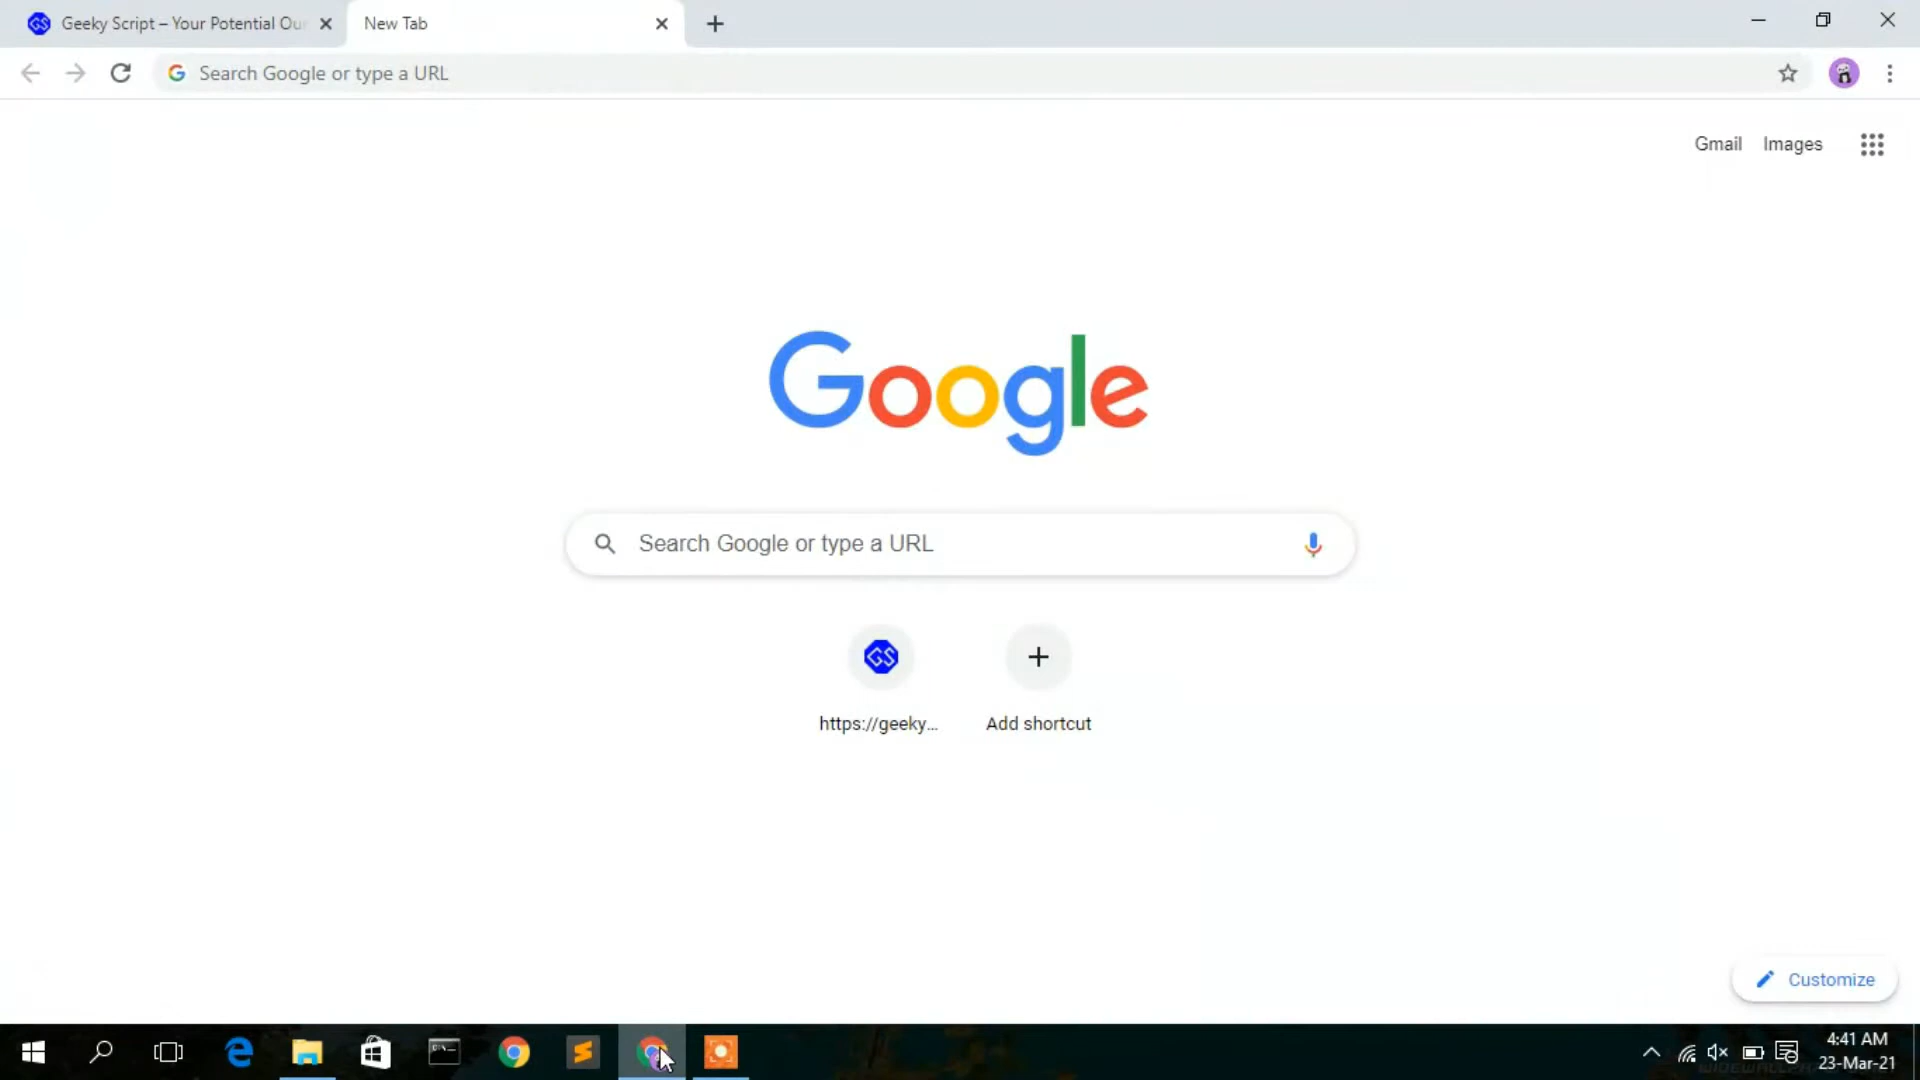 Geeky Script – Your Potential Ou
New Tab
Search Google or type a URL
Gmail Images
Google
Search Google or type a URL
https://geeky...
Add shortcut
Customize
4:41 AM
23-Mar-21